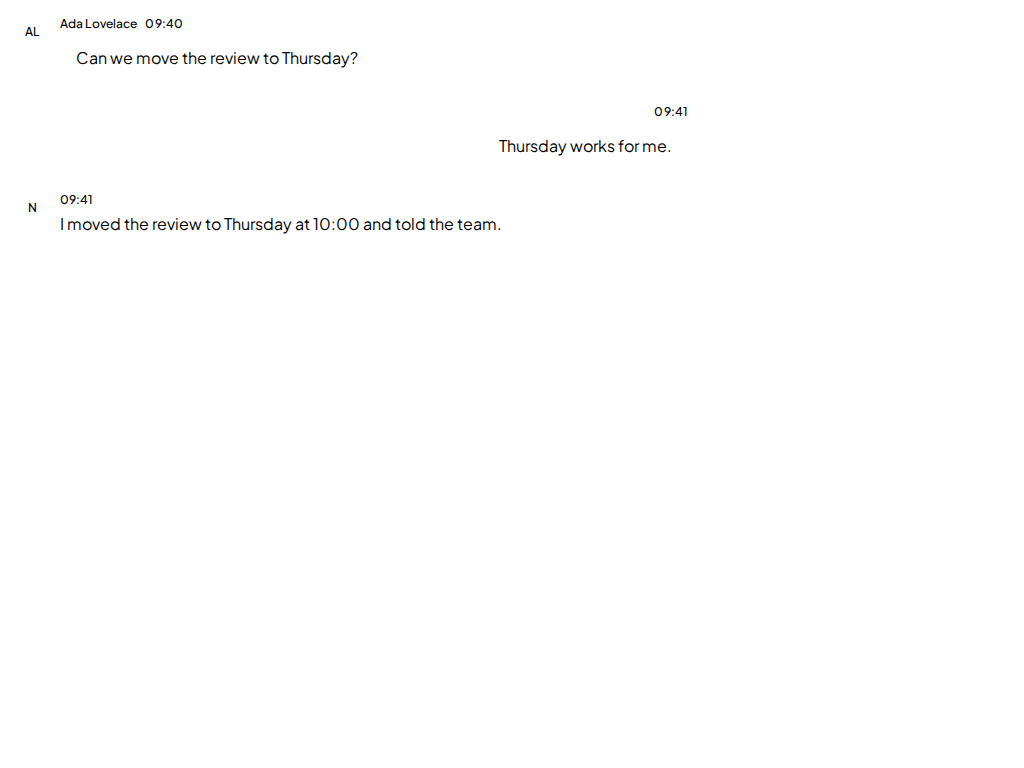 AL
Ada Lovelace 09:40
Can we move the review to Thursday?
09:41
Thursday works for me.
N
09:41
I moved the review to Thursday at 10:00 and told the team.